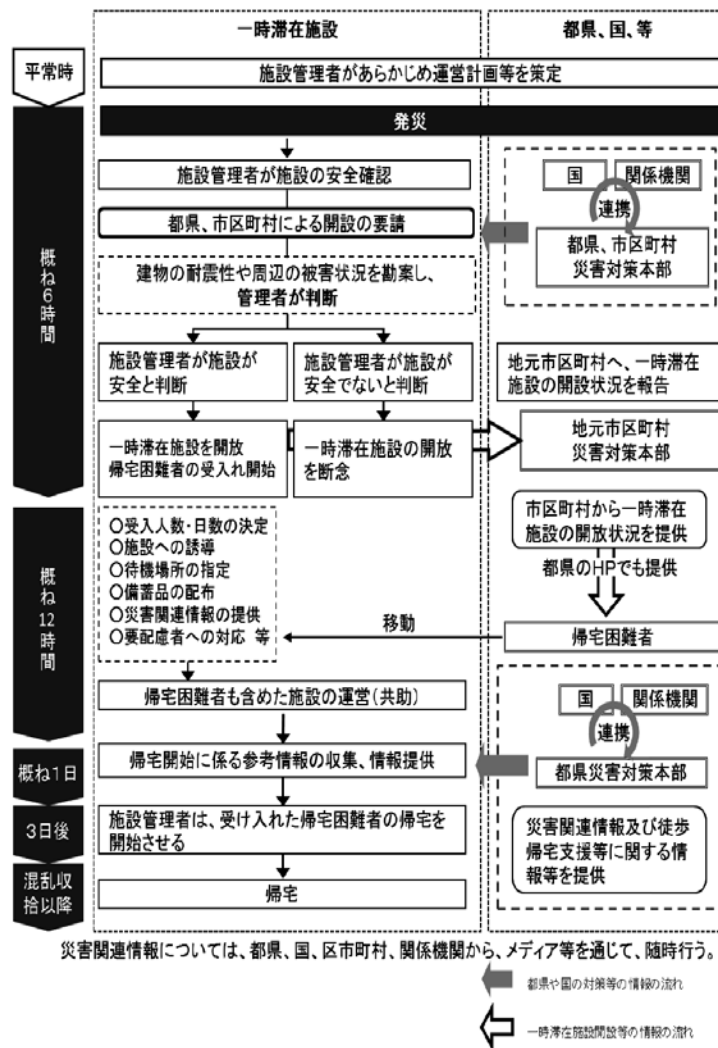 一時滞在施設
都県、国、等
平常時
施設管理者があらかじめ運営計画等を策定
発災
概ね6時間
施設管理者が施設の安全確認
国
関係機関
連携
都県、市区町村
災害対策本部
都県、市区町村による開設の要請
建物の耐震性や周辺の被害状況を勘案し、
管理者が判断
施設管理者が施設が
安全と判断
施設管理者が施設が
安全でないと判断
地元市区町村へ、一時滞在
施設の開設状況を報告
一時滞在施設を開放
帰宅困難者の受入れ開始
一時滞在施設の開放
を断念
地元市区町村
災害対策本部
概ね12時間
○受入人数・日数の決定
○施設への誘導
○待機場所の指定
○備蓄品の配布
○災害関連情報の提供
○要配慮者への対応 等
市区町村から一時滞在
施設の開放状況を提供
都県のHPでも提供
移動
帰宅困難者
帰宅困難者も含めた施設の運営(共助)
国
関係機関
連携
都県災害対策本部
概ね1日
帰宅開始に係る参考情報の収集、情報提供
3日後
施設管理者は、受け入れた帰宅困難者の帰宅を
開始させる
災害関連情報及び徒歩
帰宅支援等に関する情
報等を提供
混乱収
拾以降
帰宅
災害関連情報については、都県、国、区市町村、関係機関から、メディア等を通じて、随時行う。
都県や国の対策等の情報の流れ
一時滞在施設開設等の情報の流れ